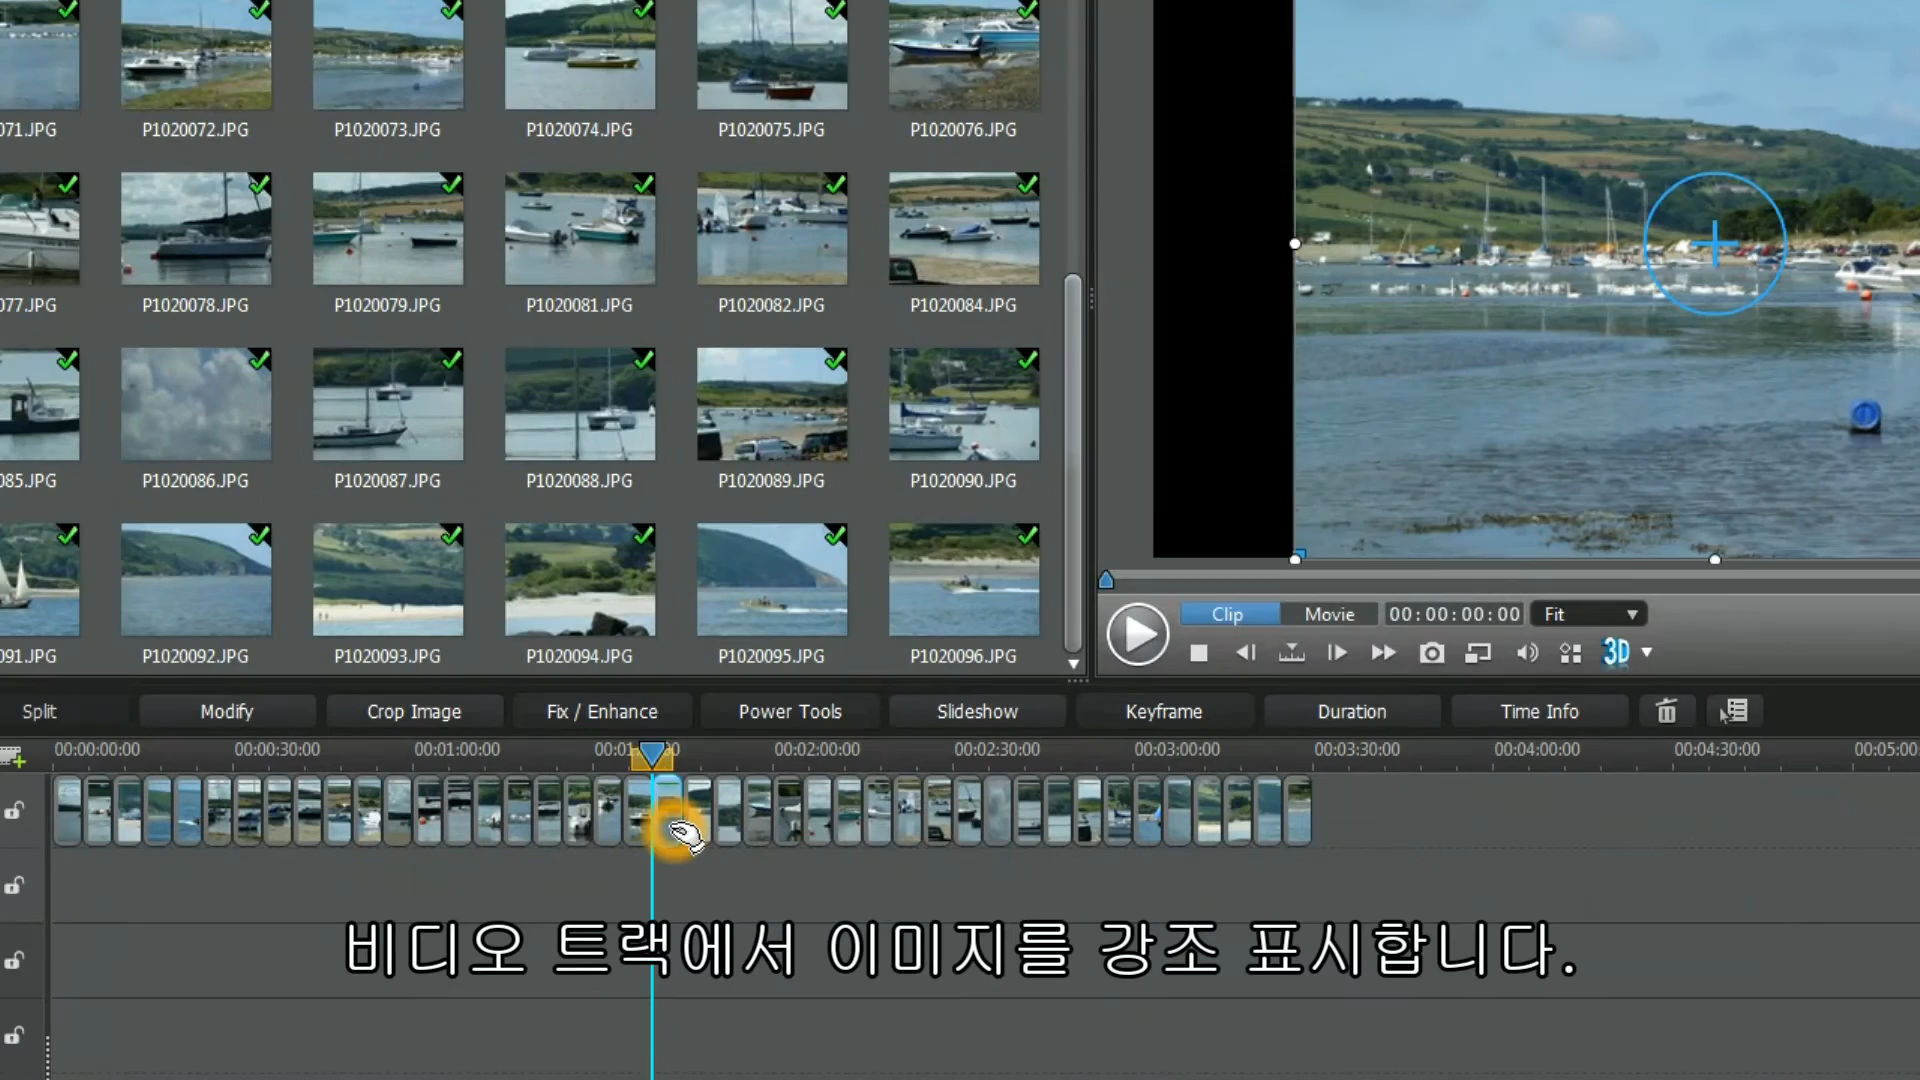 071.JPG P1020072.JPG P1020073.JPG P1020074.JPG P1020075.JPG P1020076.JPG
077.JPG P1020078.JPG P1020079.JPG P1020081.JPG P1020082.JPG P1020084.JPG
085.JPG P1020086.JPG P1020087.JPG P1020088.JPG P1020089.JPG P1020090.JPG
091.JPG P1020092.JPG P1020093.JPG P1020094.JPG P1020095.JPG P1020096.JPG
Clip Movie 00:00:00:00 Fit
3D
Split Modify Crop Image Fix / Enhance Power Tools Slideshow Keyframe Duration Time Info
00:00:00:00 00:00:30:00 00:01:00:00 00:02:00:00 00:02:30:00 00:03:00:00 00:03:30:00 00:04:00:00 00:04:30:00 00:05:00
비디오 트랙에서 이미지를 강조 표시합니다.